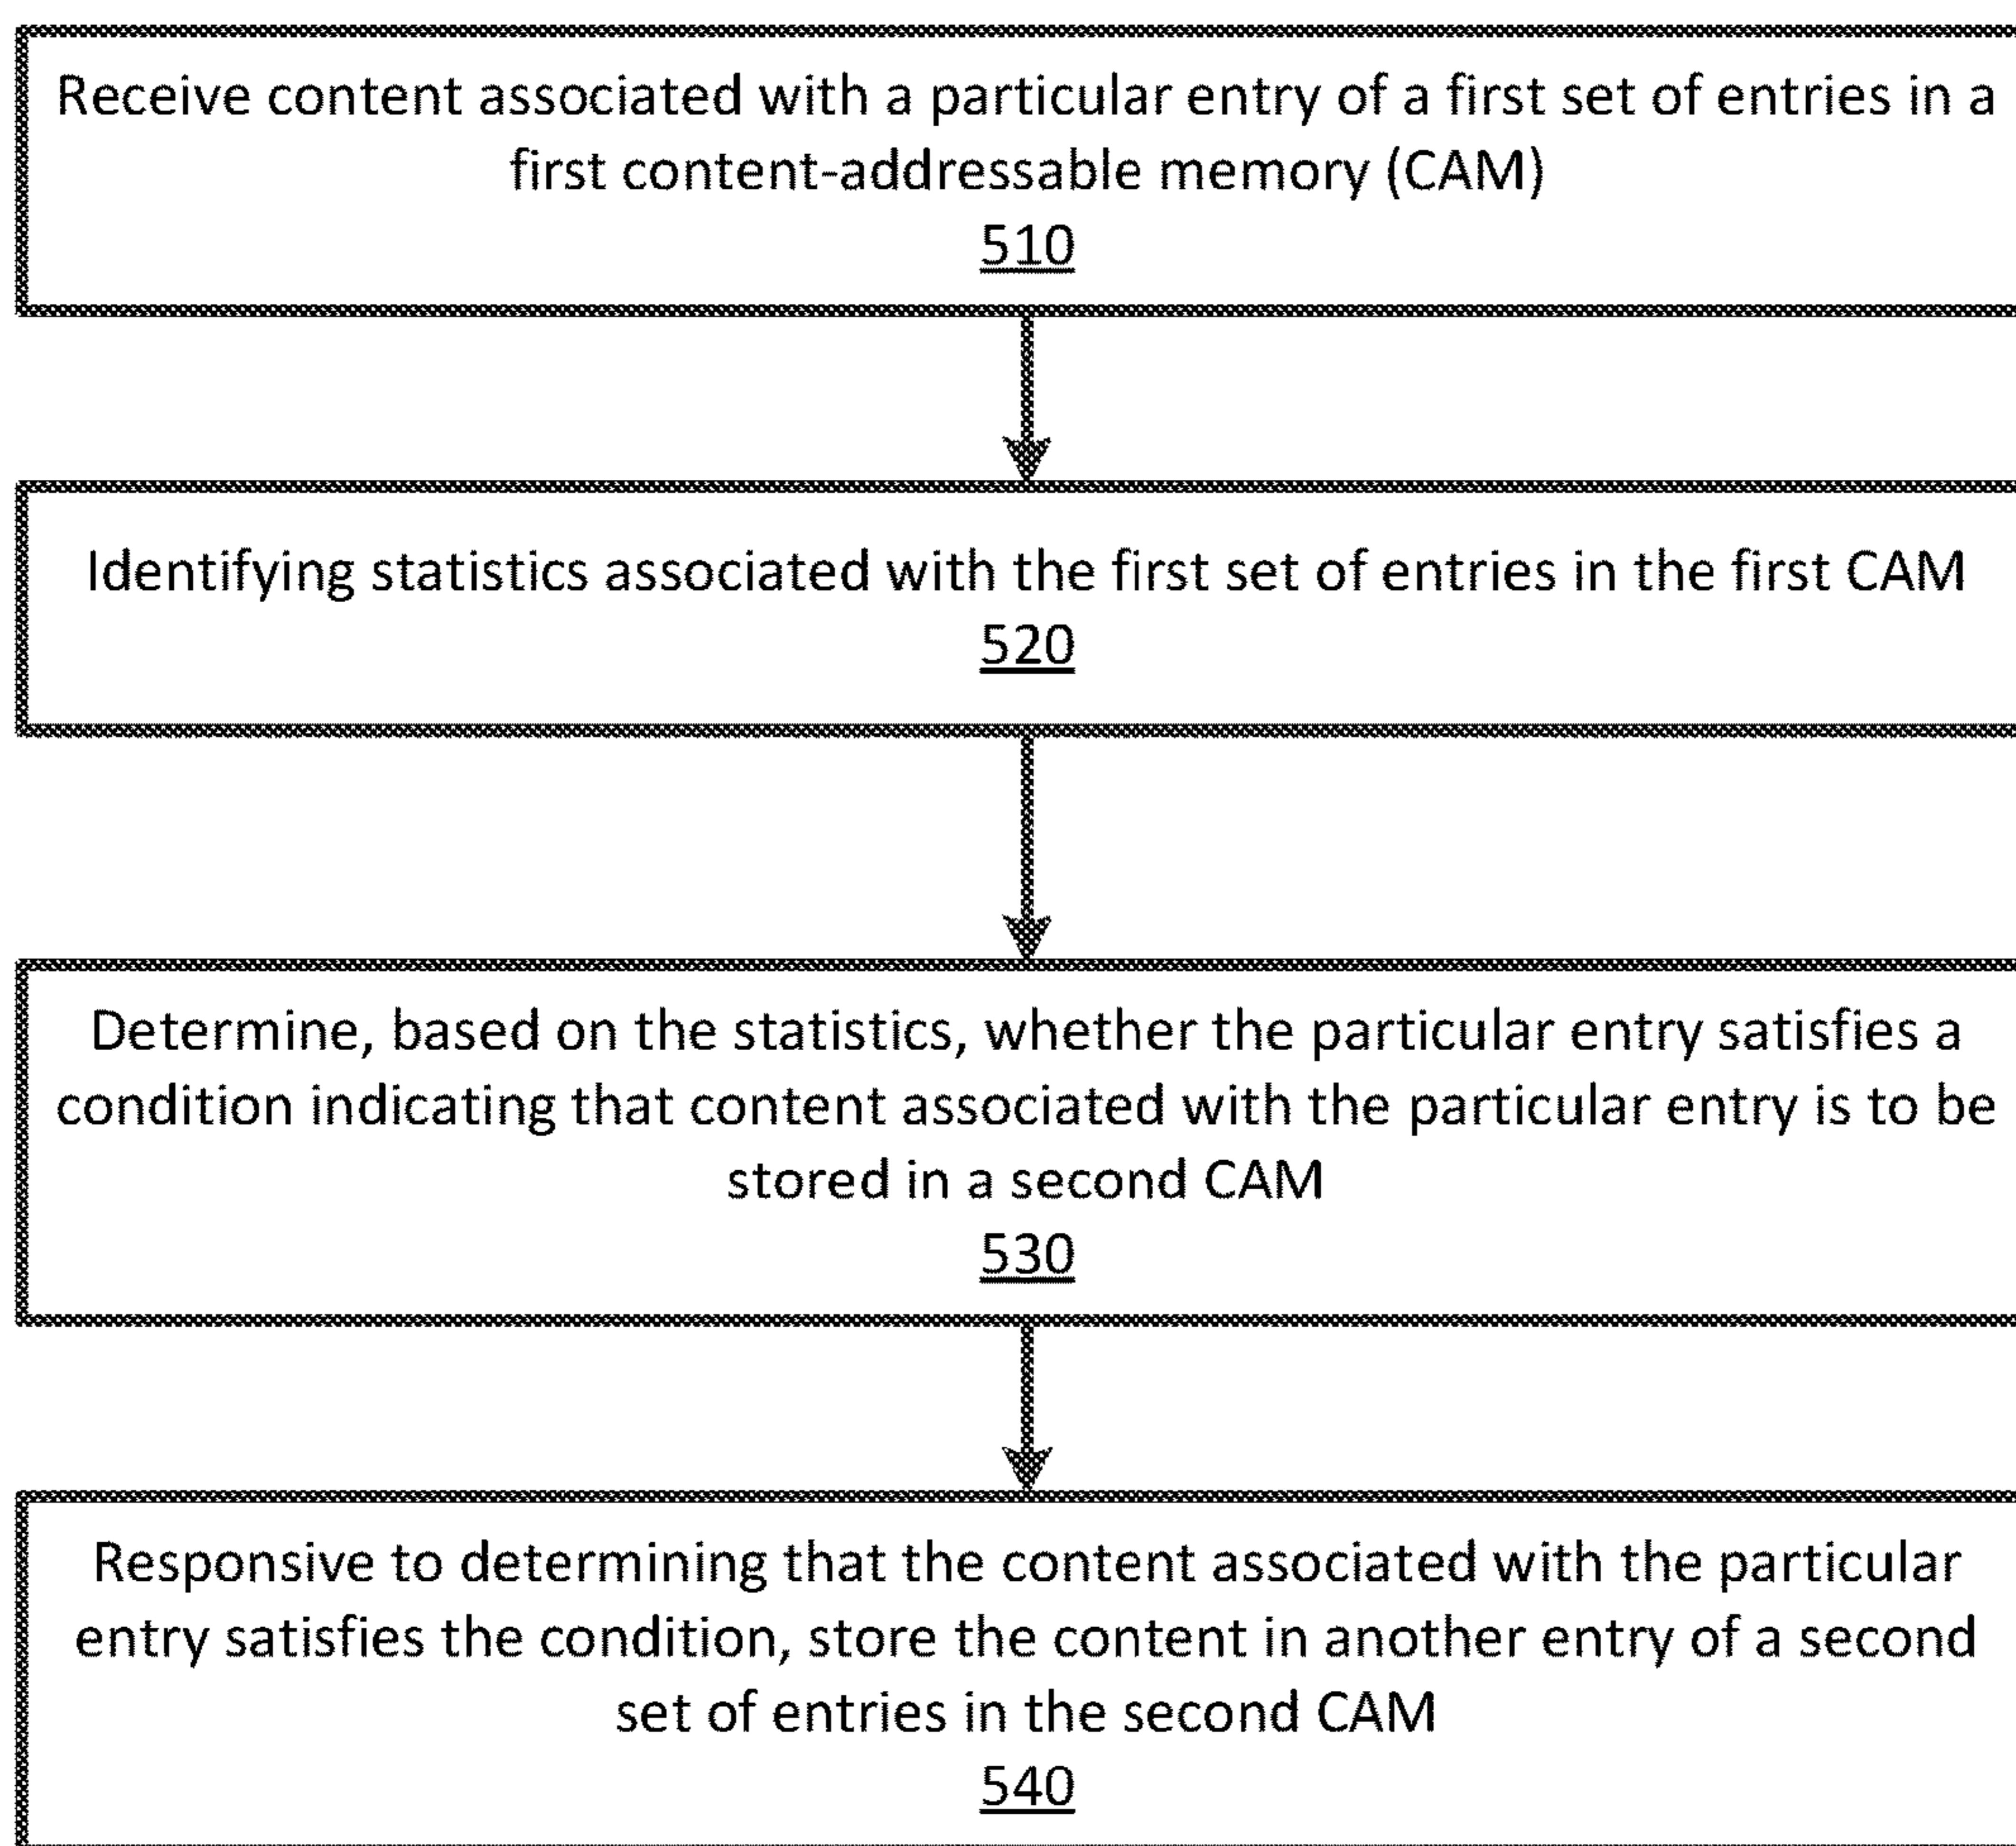 Receive content associated with a particular entry of a first set of entries in a
first content-addressable memory (CAM)
510
Identifying statistics associated with the first set of entries in the first CAM
520
Determine, based on the statistics, whether the particular entry satisfies a
condition indicating that content associated with the particular entry is to be
stored in a second CAM
530
Responsive to determining that the content associated with the particular
entry satisfies the condition, store the content in another entry of a second
set of entries in the second CAM
540